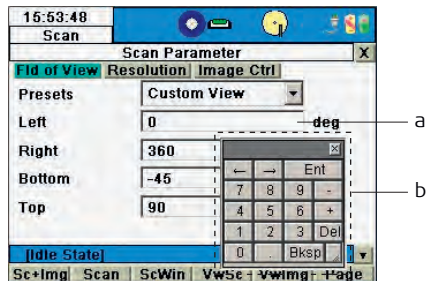 15:53:48
Scan
Scan Parameter X
Fld of View Resolution Image Ctrl
Presets Custom View
Left 0 deg a
Right 360
Bottom -45
Top 90
← → Ent
7 8 9 -
4 5 6 +
1 2 3 Del
0 . Bksp
b
[Idle State]
Sc+Img Scan ScWin VwSc VwImg Page